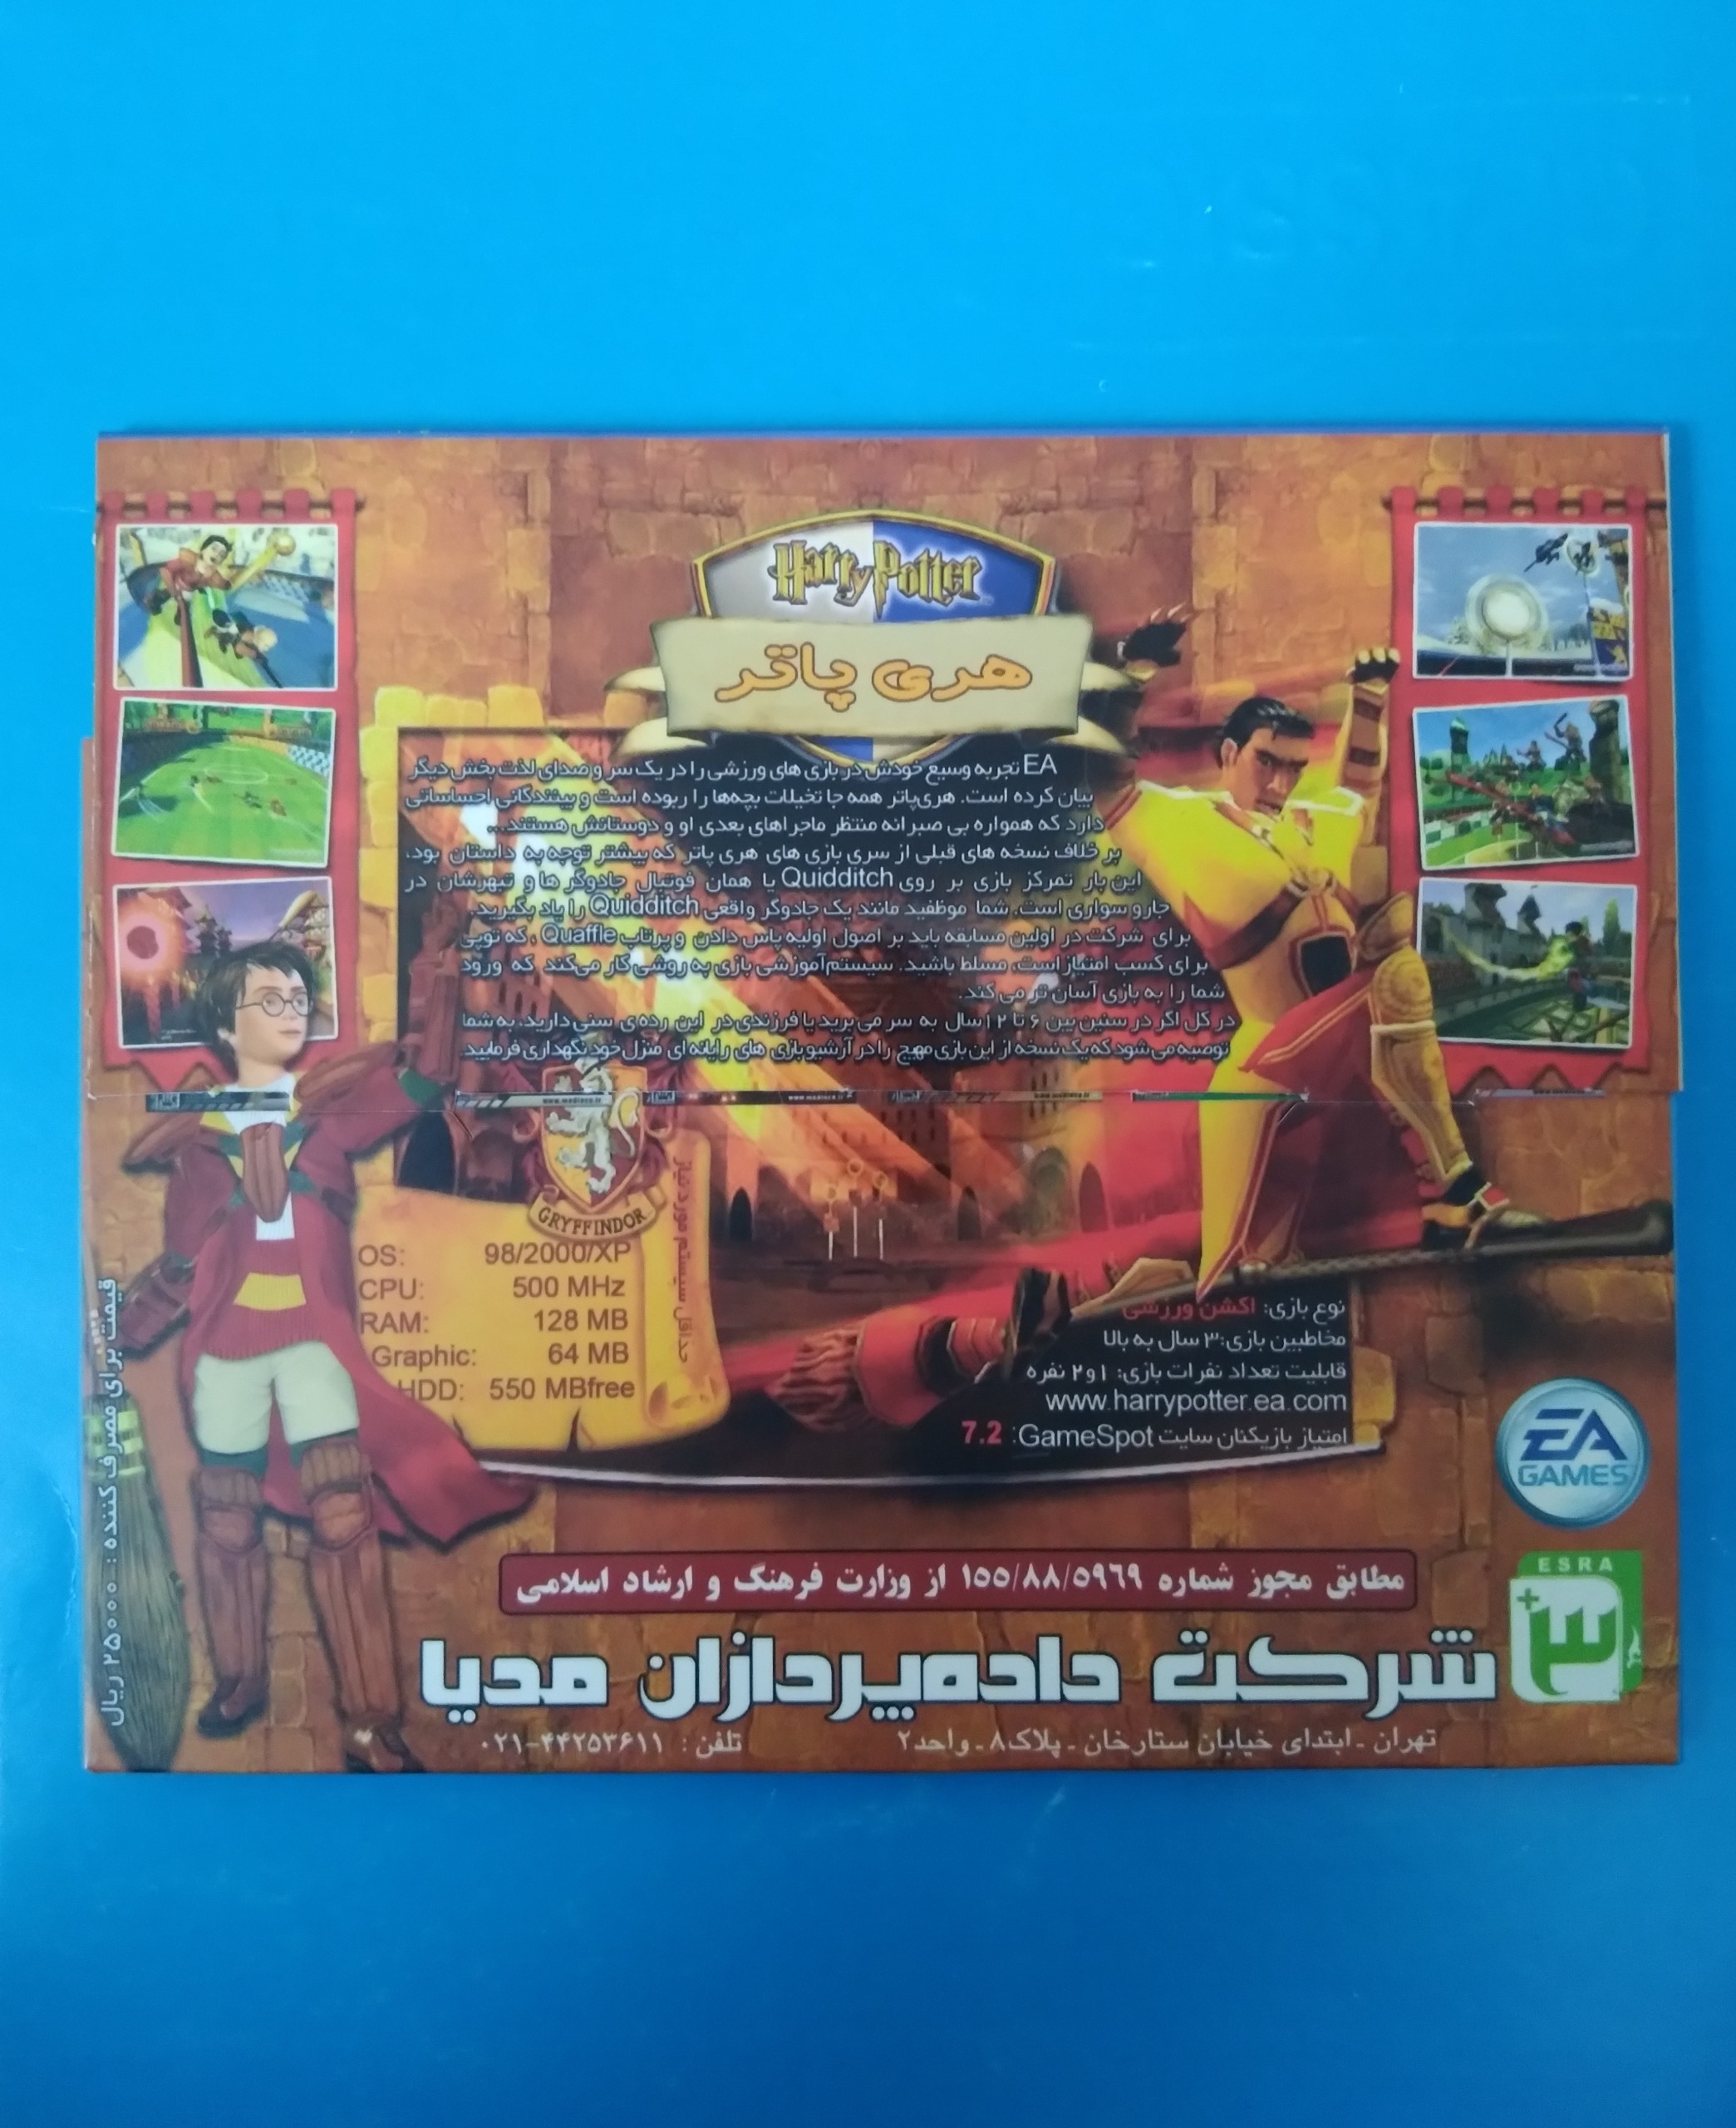 Harry Potter
هری پاتر
EA تجربه وسیع خودش در بازی های ورزشی را در یک سر و صدای لذت بخش دیگر
بیان کرده است. هری‌پاتر همه جا تخیلات بچه‌ها را ربوده است و بینندگانی احساساتی
دارد که همواره بی صبرانه منتظر ماجراهای بعدی او و دوستانش هستند...
بر خلاف نسخه های قبلی از سری بازی های هری پاتر که بیشتر توجه به داستان بود،
این بار تمرکز بازی بر روی Quidditch یا همان فوتبال جادوگر ها و تبهرشان در
جارو سواری است. شما موظفید مانند یک جادوگر واقعی Quidditch را یاد بگیرید.
برای شرکت در اولین مسابقه باید بر اصول اولیه پاس دادن و پرتاب Quaffle ، که توپی
برای کسب امتیاز است، مسلط باشید. سیستم آموزشی بازی به روشی کار می‌کند که ورود
شما را به بازی آسان تر می کند.
در کل اگر در سنین بین ۶ تا ۱۲ سال به سر می برید یا فرزندی در این رده ی سنی دارید، به شما
توصیه می شود که یک نسخه از این بازی مهیج را در آرشیو بازی های رایانه ای منزل خود نگهداری فرمایید.
GRYFFINDOR
حداقل سیستم مورد نیاز
OS: 98/2000/XP
CPU: 500 MHz
RAM: 128 MB
Graphic: 64 MB
HDD: 550 MBfree
نوع بازی: اکشن ورزشی
مخاطبین بازی: ۳ سال به بالا
قابلیت تعداد نفرات بازی: ۱ و ۲ نفره
www.harrypotter.ea.com
امتیاز بازیکنان سایت GameSpot: 7.2
EA
GAMES
قیمت برای مصرف کننده : ۲۵۰۰۰ ریال
مطابق مجوز شماره ۱۵۵/۸۸/۵۹۶۹ از وزارت فرهنگ و ارشاد اسلامی
ESRA
+۳
شرکت داده‌پردازان مدیا
تهران ـ ابتدای خیابان ستارخان ـ پلاک ۸ ـ واحد ۲
تلفن : ۰۲۱-۴۴۲۵۳۶۱۱